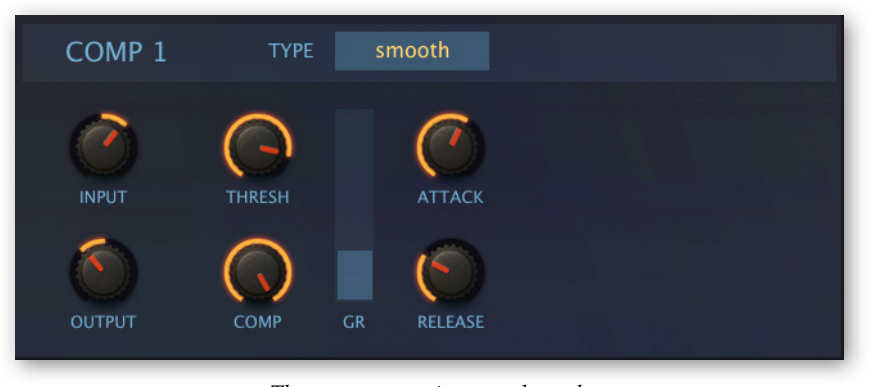 COMP 1 TYPE smooth
INPUT THRESH ATTACK
OUTPUT COMP GR RELEASE